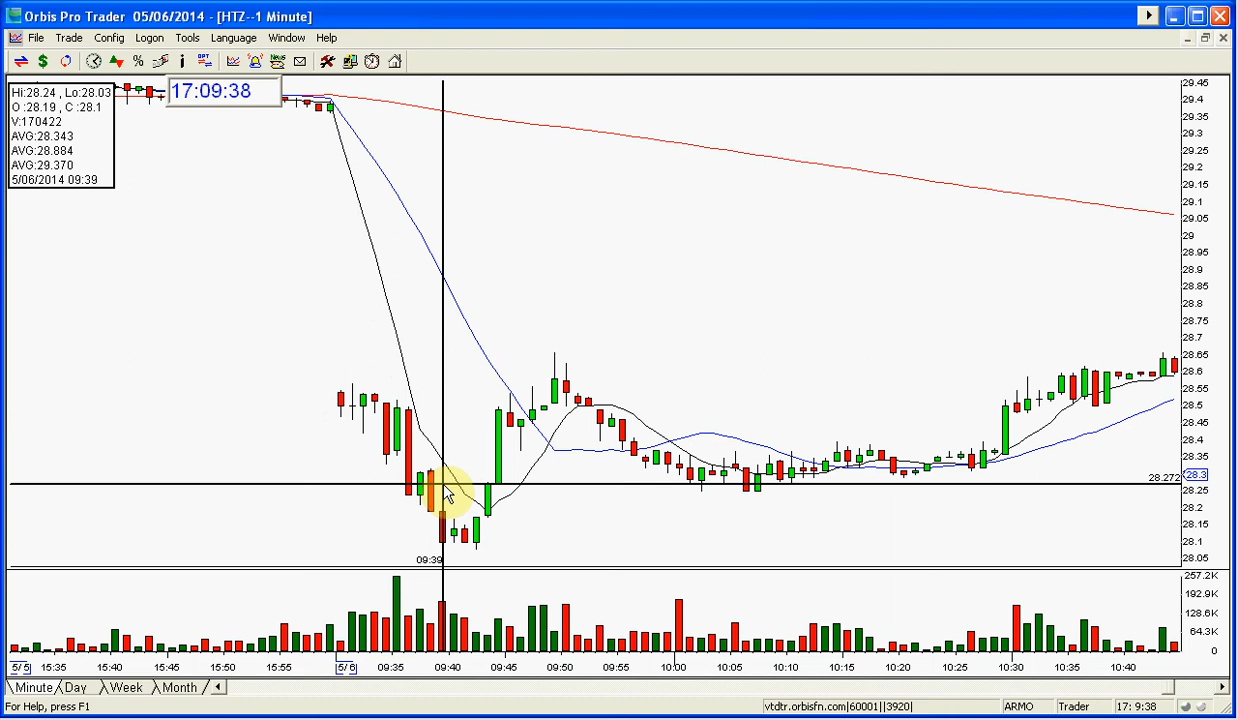 Orbis Pro Trader 05/06/2014 - [HTZ--1 Minute]
File Trade Config Logon Tools Language Window Help
OPT
News
Hi:28.24 , Lo:28.03
O :28.19 , C :28.1
V:170422
AVG:28.343
AVG:28.884
AVG:29.370
5/06/2014 09:39
17:09:38
29.45
29.4
29.35
29.3
29.25
29.2
29.15
29.1
29.05
29
28.95
28.9
28.85
28.8
28.75
28.7
28.65
28.6
28.55
28.5
28.45
28.4
28.35
28.272
28.3
28.25
28.2
28.15
28.1
28.05
09:39
257.2K
192.9K
128.6K
64.3K
0
5/5 15:35 15:40 15:45 15:50 15:55 5/6 09:35 09:40 09:45 09:50 09:55 10:00 10:05 10:10 10:15 10:20 10:25 10:30 10:35 10:40
Minute Day Week Month
For Help, press F1
vtdtr.orbisfn.com|60001||3920|
ARMO
Trader
17: 9:38